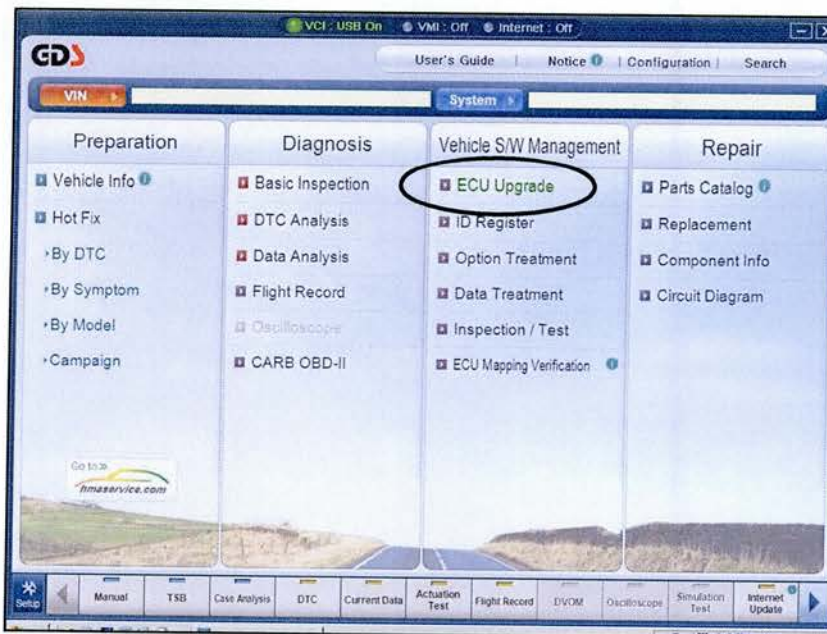 VCI : USB On VMI : Off Internet : Off
GDS
User's Guide | Notice | Configuration | Search
VIN System
Preparation
Vehicle Info
Hot Fix
By DTC
By Symptom
By Model
Campaign
Go to
hmaservice.com
Diagnosis
Basic Inspection
DTC Analysis
Data Analysis
Flight Record
Oscilloscope
CARB OBD-II
Vehicle S/W Management
ECU Upgrade
ID Register
Option Treatment
Data Treatment
Inspection / Test
ECU Mapping Verification
Repair
Parts Catalog
Replacement
Component Info
Circuit Diagram
Setup Manual TSB Case Analysis DTC Current Data Actuation Test Flight Record DVOM Oscilloscope Simulation Test Internet Update